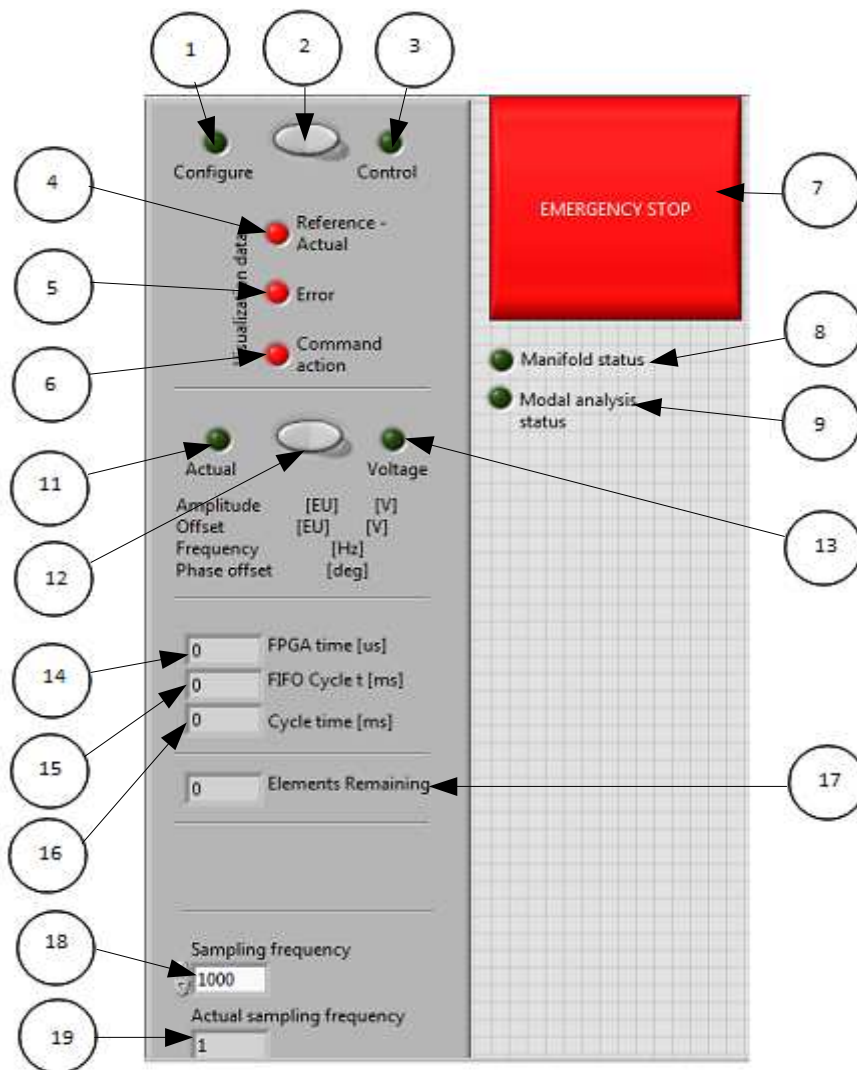 1
2
3
Configure
Control
4
Reference -
Actual
EMERGENCY STOP
7
Visualization data
5
Error
8
Manifold status
6
Command
action
Modal analysis
status
9
11
Actual
Voltage
Amplitude [EU] [V]
Offset [EU] [V]
Frequency [Hz]
Phase offset [deg]
12
13
14
0 FPGA time [us]
0 FIFO Cycle t [ms]
0 Cycle time [ms]
15
0 Elements Remaining
17
16
18
Sampling frequency
1000
Actual sampling frequency
19
1